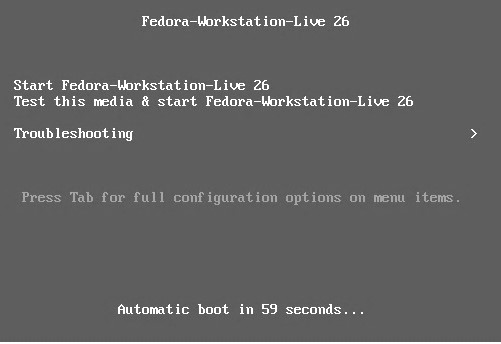 Fedora-Workstation-Live 26
Start Fedora-Workstation-Live 26
Test this media & start Fedora-Workstation-Live 26
Troubleshooting >
Press Tab for full configuration options on menu items.
Automatic boot in 59 seconds...